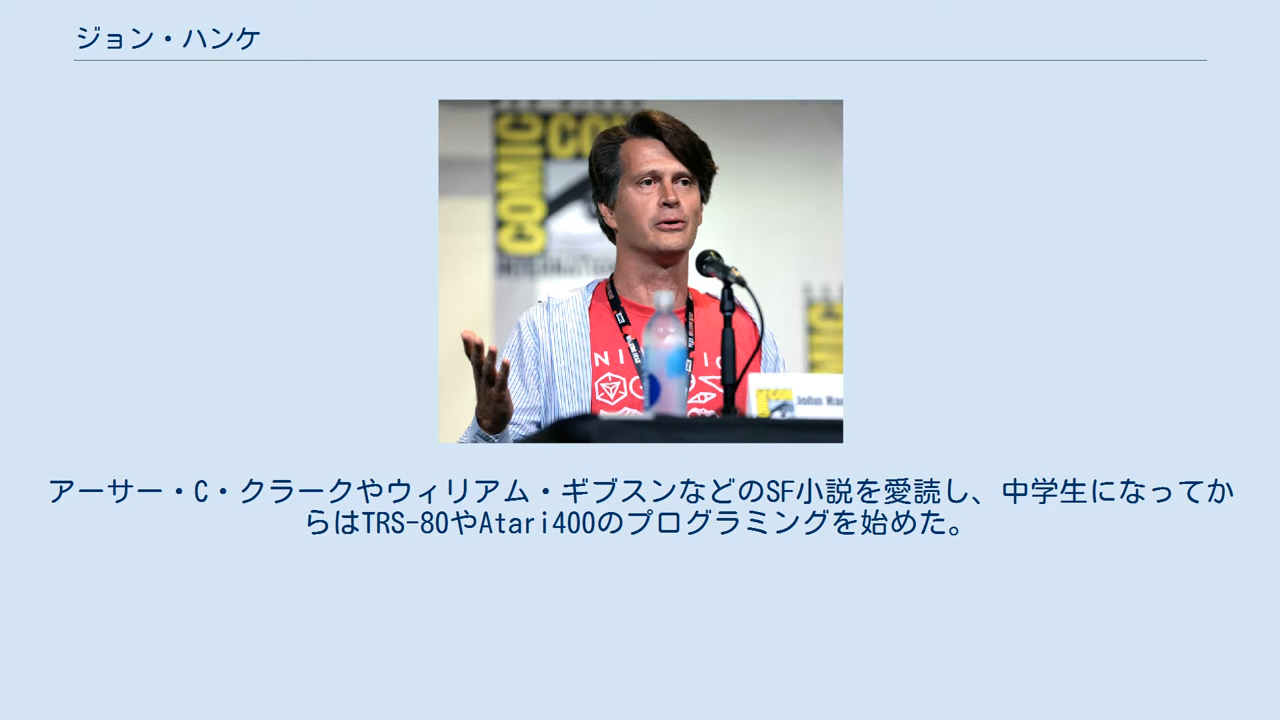 ジョン・ハンケ
COMIC
COMIC
アーサー・C・クラークやウィリアム・ギブスンなどのSF小説を愛読し、中学生になってか
らはTRS-80やAtari400のプログラミングを始めた。